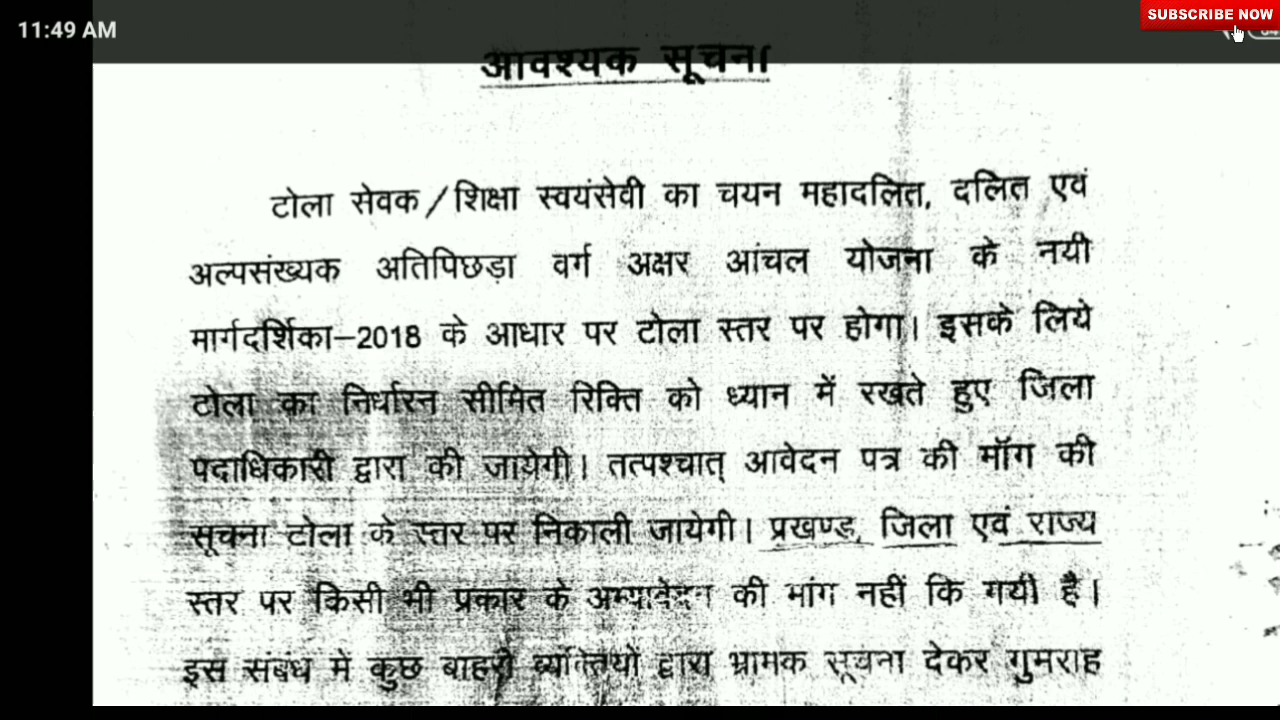 11:49 AM
SUBSCRIBE NOW
आवश्यक सूचना
टोला सेवक/शिक्षा स्वयंसेवी का चयन महादलित, दलित एवं
अल्पसंख्यक अतिपिछड़ा वर्ग अक्षर आंचल योजना के नयी
मार्गदर्शिका–2018 के आधार पर टोला स्तर पर होगा। इसके लिये
टोला का निर्धारन सीमित रिक्ति को ध्यान में रखते हुए जिला
पदाधिकारी द्वारा की जायेगी। तत्पश्चात् आवेदन पत्र की मॉग की
सूचना टोला के स्तर पर निकाली जायेगी। प्रखण्ड, जिला एवं राज्य
स्तर पर किसी भी प्रकार के अभ्यावेदन की मांग नहीं कि गयी है।
इस संबंध में कुछ बाहरी व्यक्तियों द्वारा भ्रामक सूचना देकर गुमराह